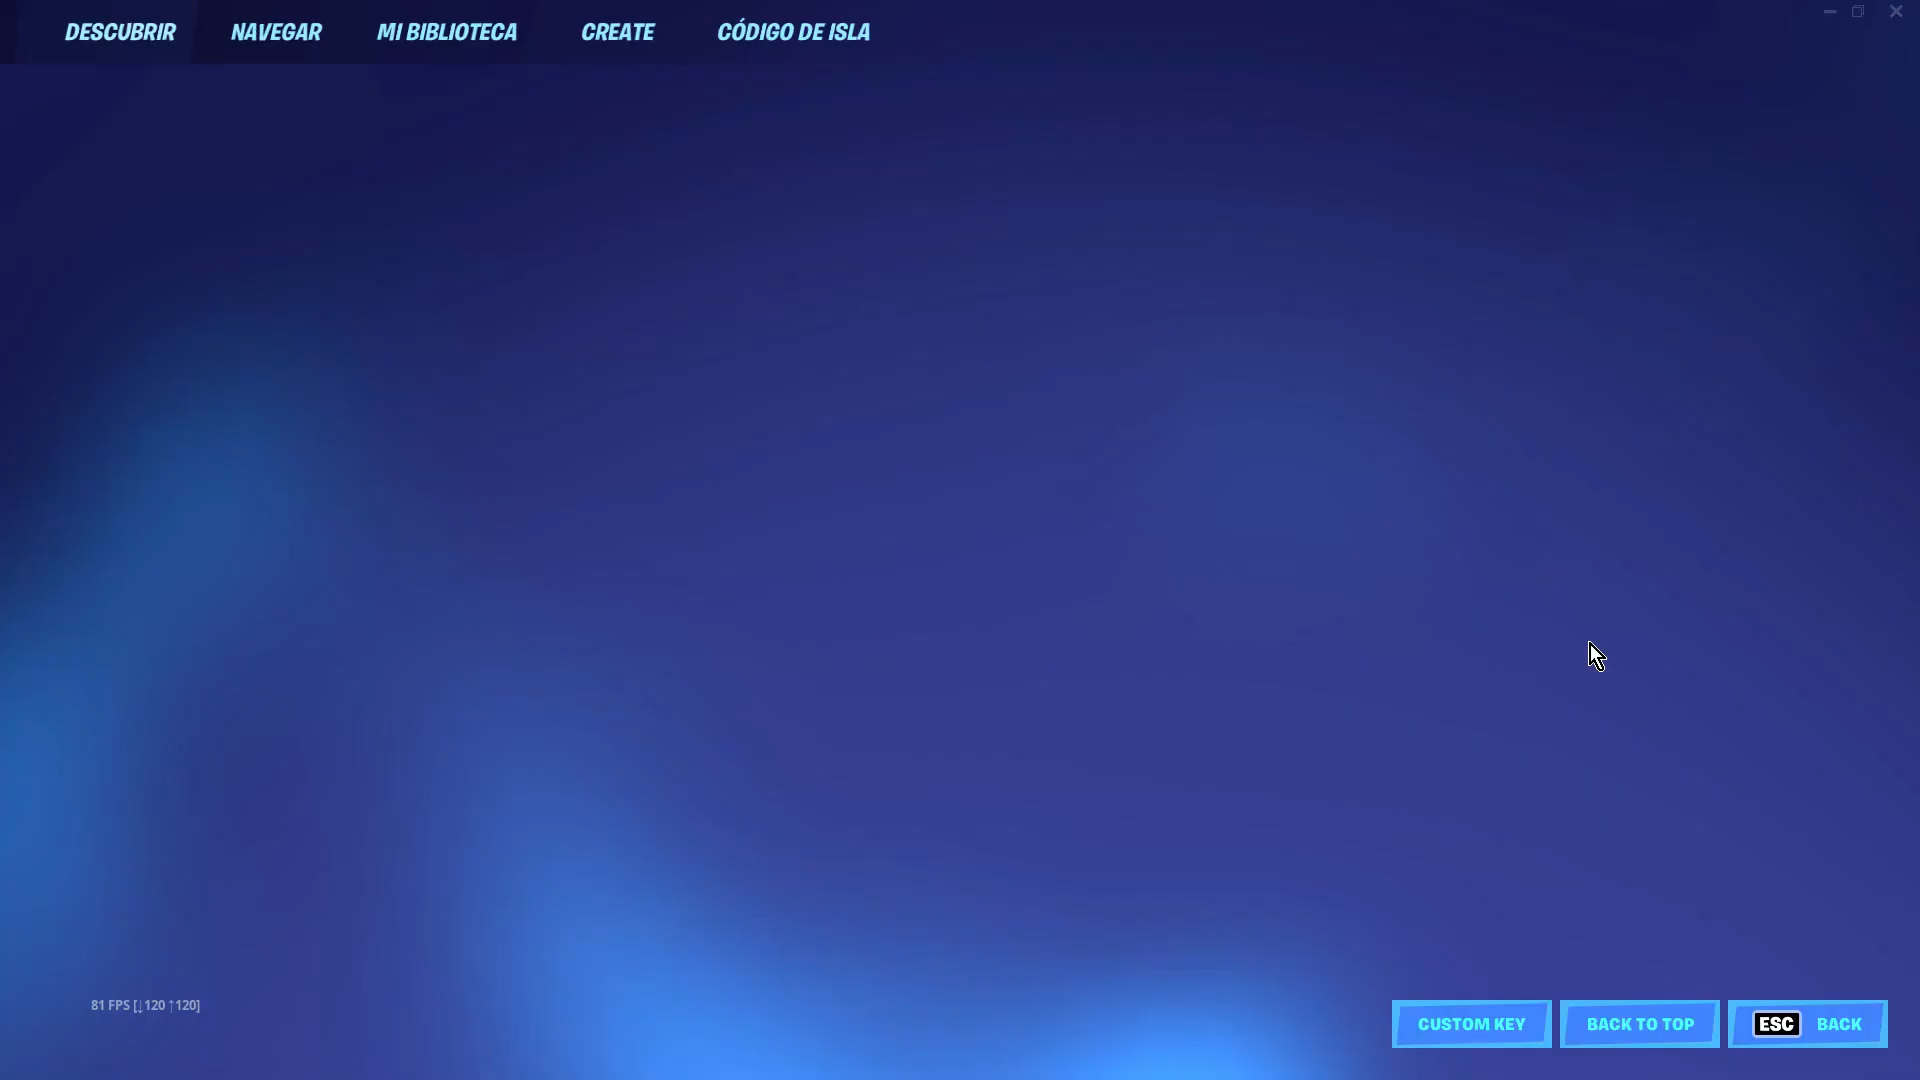 DESCUBRIR NAVEGAR MI BIBLIOTECA CREATE CÓDIGO DE ISLA
81 FPS [↓120 ↑120]
CUSTOM KEY BACK TO TOP ESC BACK